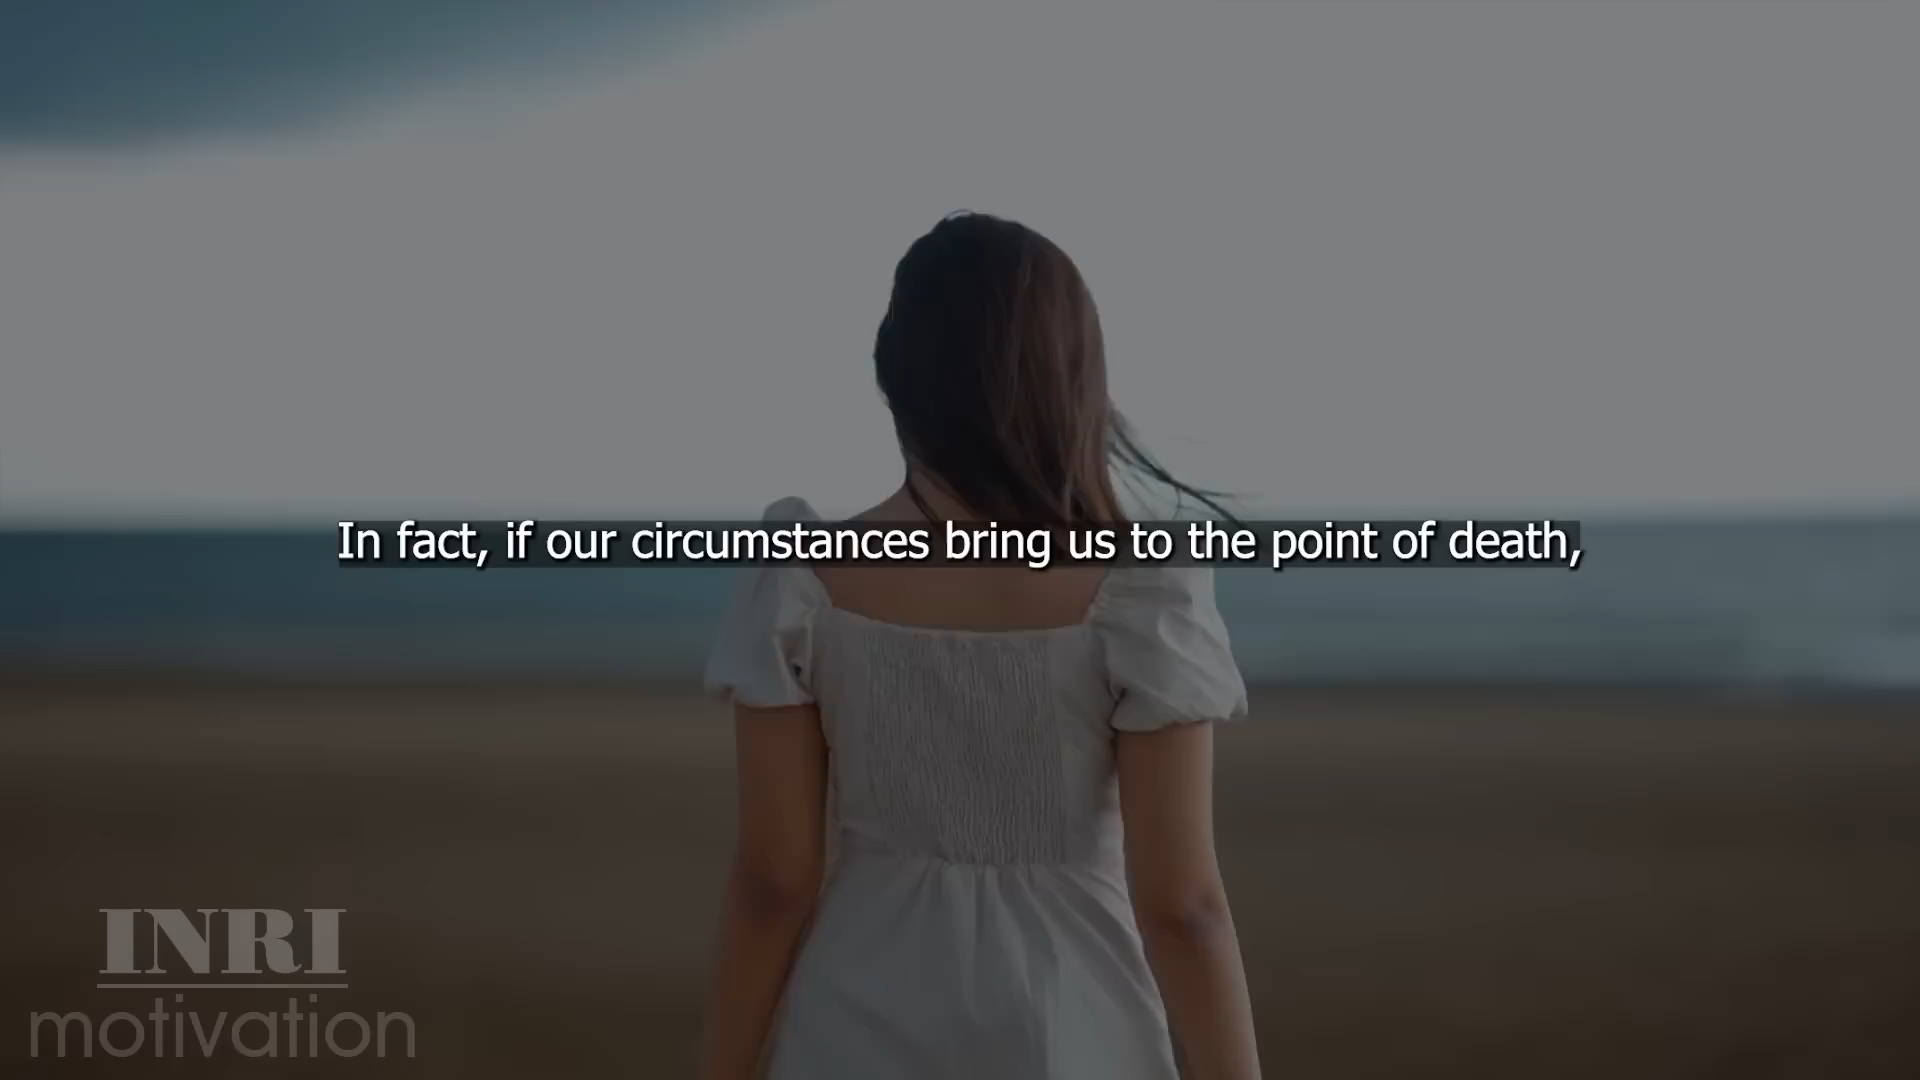 In fact, if our circumstances bring us to the point of death,
INRI
motivation